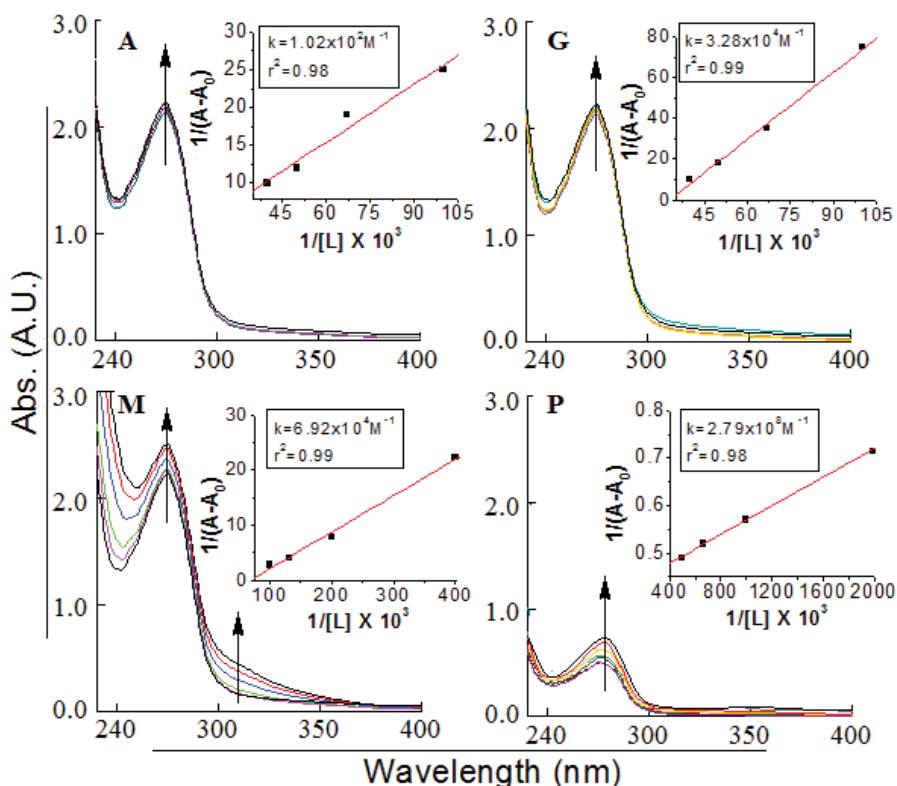 A
k=1.02x10²M⁻¹
r²=0.98
1/(A-A₀)
30
25
20
15
10
45 60 75 90 105
1/[L] X 10³
3.0
2.0
1.0
0.0
240 300 350 400
G
k=3.28x10⁴M⁻¹
r²=0.99
1/(A-A₀)
80
60
40
20
0
45 60 75 90 105
1/[L] X 10³
3.0
2.0
1.0
0.0
240 300 350 400
Abs. (A.U.)
M
k=6.92x10⁴M⁻¹
r²=0.99
1/(A-A₀)
30
20
10
0
100 200 300 400
1/[L] X 10³
3.0
2.0
1.0
0.0
240 300 350 400
P
k=2.79x10⁸M⁻¹
r²=0.98
1/(A-A₀)
0.8
0.7
0.6
0.5
400 800 1200 1600 2000
1/[L] X 10³
3.0
2.0
1.0
0.0
240 290 350 400
Wavelength (nm)